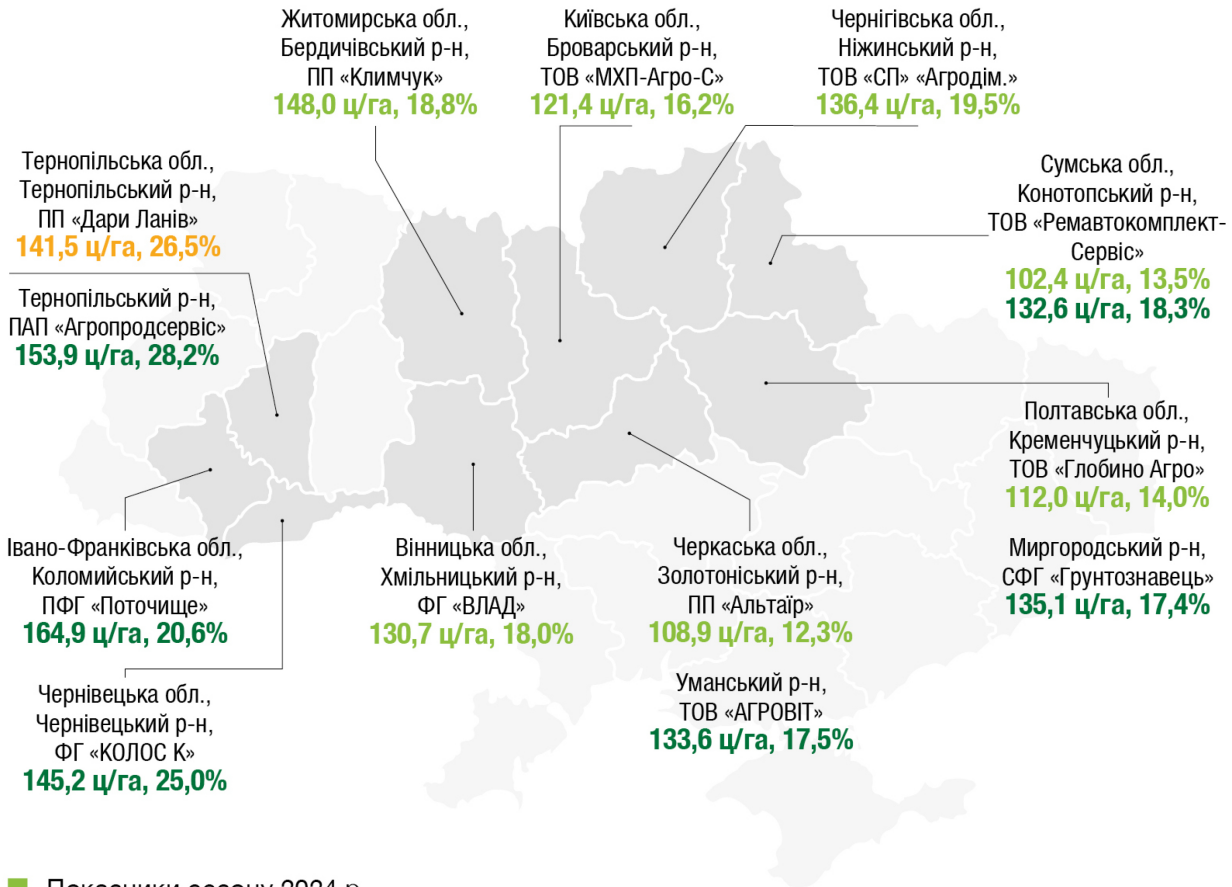 Житомирська обл.,
Бердичівський р-н,
ПП «Климчук»
148,0 ц/га, 18,8%
Київська обл.,
Броварський р-н,
ТОВ «МХП-Агро-С»
121,4 ц/га, 16,2%
Чернігівська обл.,
Ніжинський р-н,
ТОВ «СП» «Агродім.»
136,4 ц/га, 19,5%
Тернопільська обл.,
Тернопільський р-н,
ПП «Дари Ланів»
141,5 ц/га, 26,5%
Тернопільський р-н,
ПАП «Агропродсервіс»
153,9 ц/га, 28,2%
Сумська обл.,
Конотопський р-н,
ТОВ «Ремавтокомплект-
Сервіс»
102,4 ц/га, 13,5%
132,6 ц/га, 18,3%
Полтавська обл.,
Кременчуцький р-н,
ТОВ «Глобино Агро»
112,0 ц/га, 14,0%
Миргородський р-н,
СФГ «Грунтознавець»
135,1 ц/га, 17,4%
Івано-Франківська обл.,
Коломийський р-н,
ПФГ «Поточище»
164,9 ц/га, 20,6%
Вінницька обл.,
Хмільницький р-н,
ФГ «ВЛАД»
130,7 ц/га, 18,0%
Черкаська обл.,
Золотоніський р-н,
ПП «Альтаїр»
108,9 ц/га, 12,3%
Уманський р-н,
ТОВ «АГРОВІТ»
133,6 ц/га, 17,5%
Чернівецька обл.,
Чернівецький р-н,
ФГ «КОЛОС К»
145,2 ц/га, 25,0%
Показники сезону 2024 р.